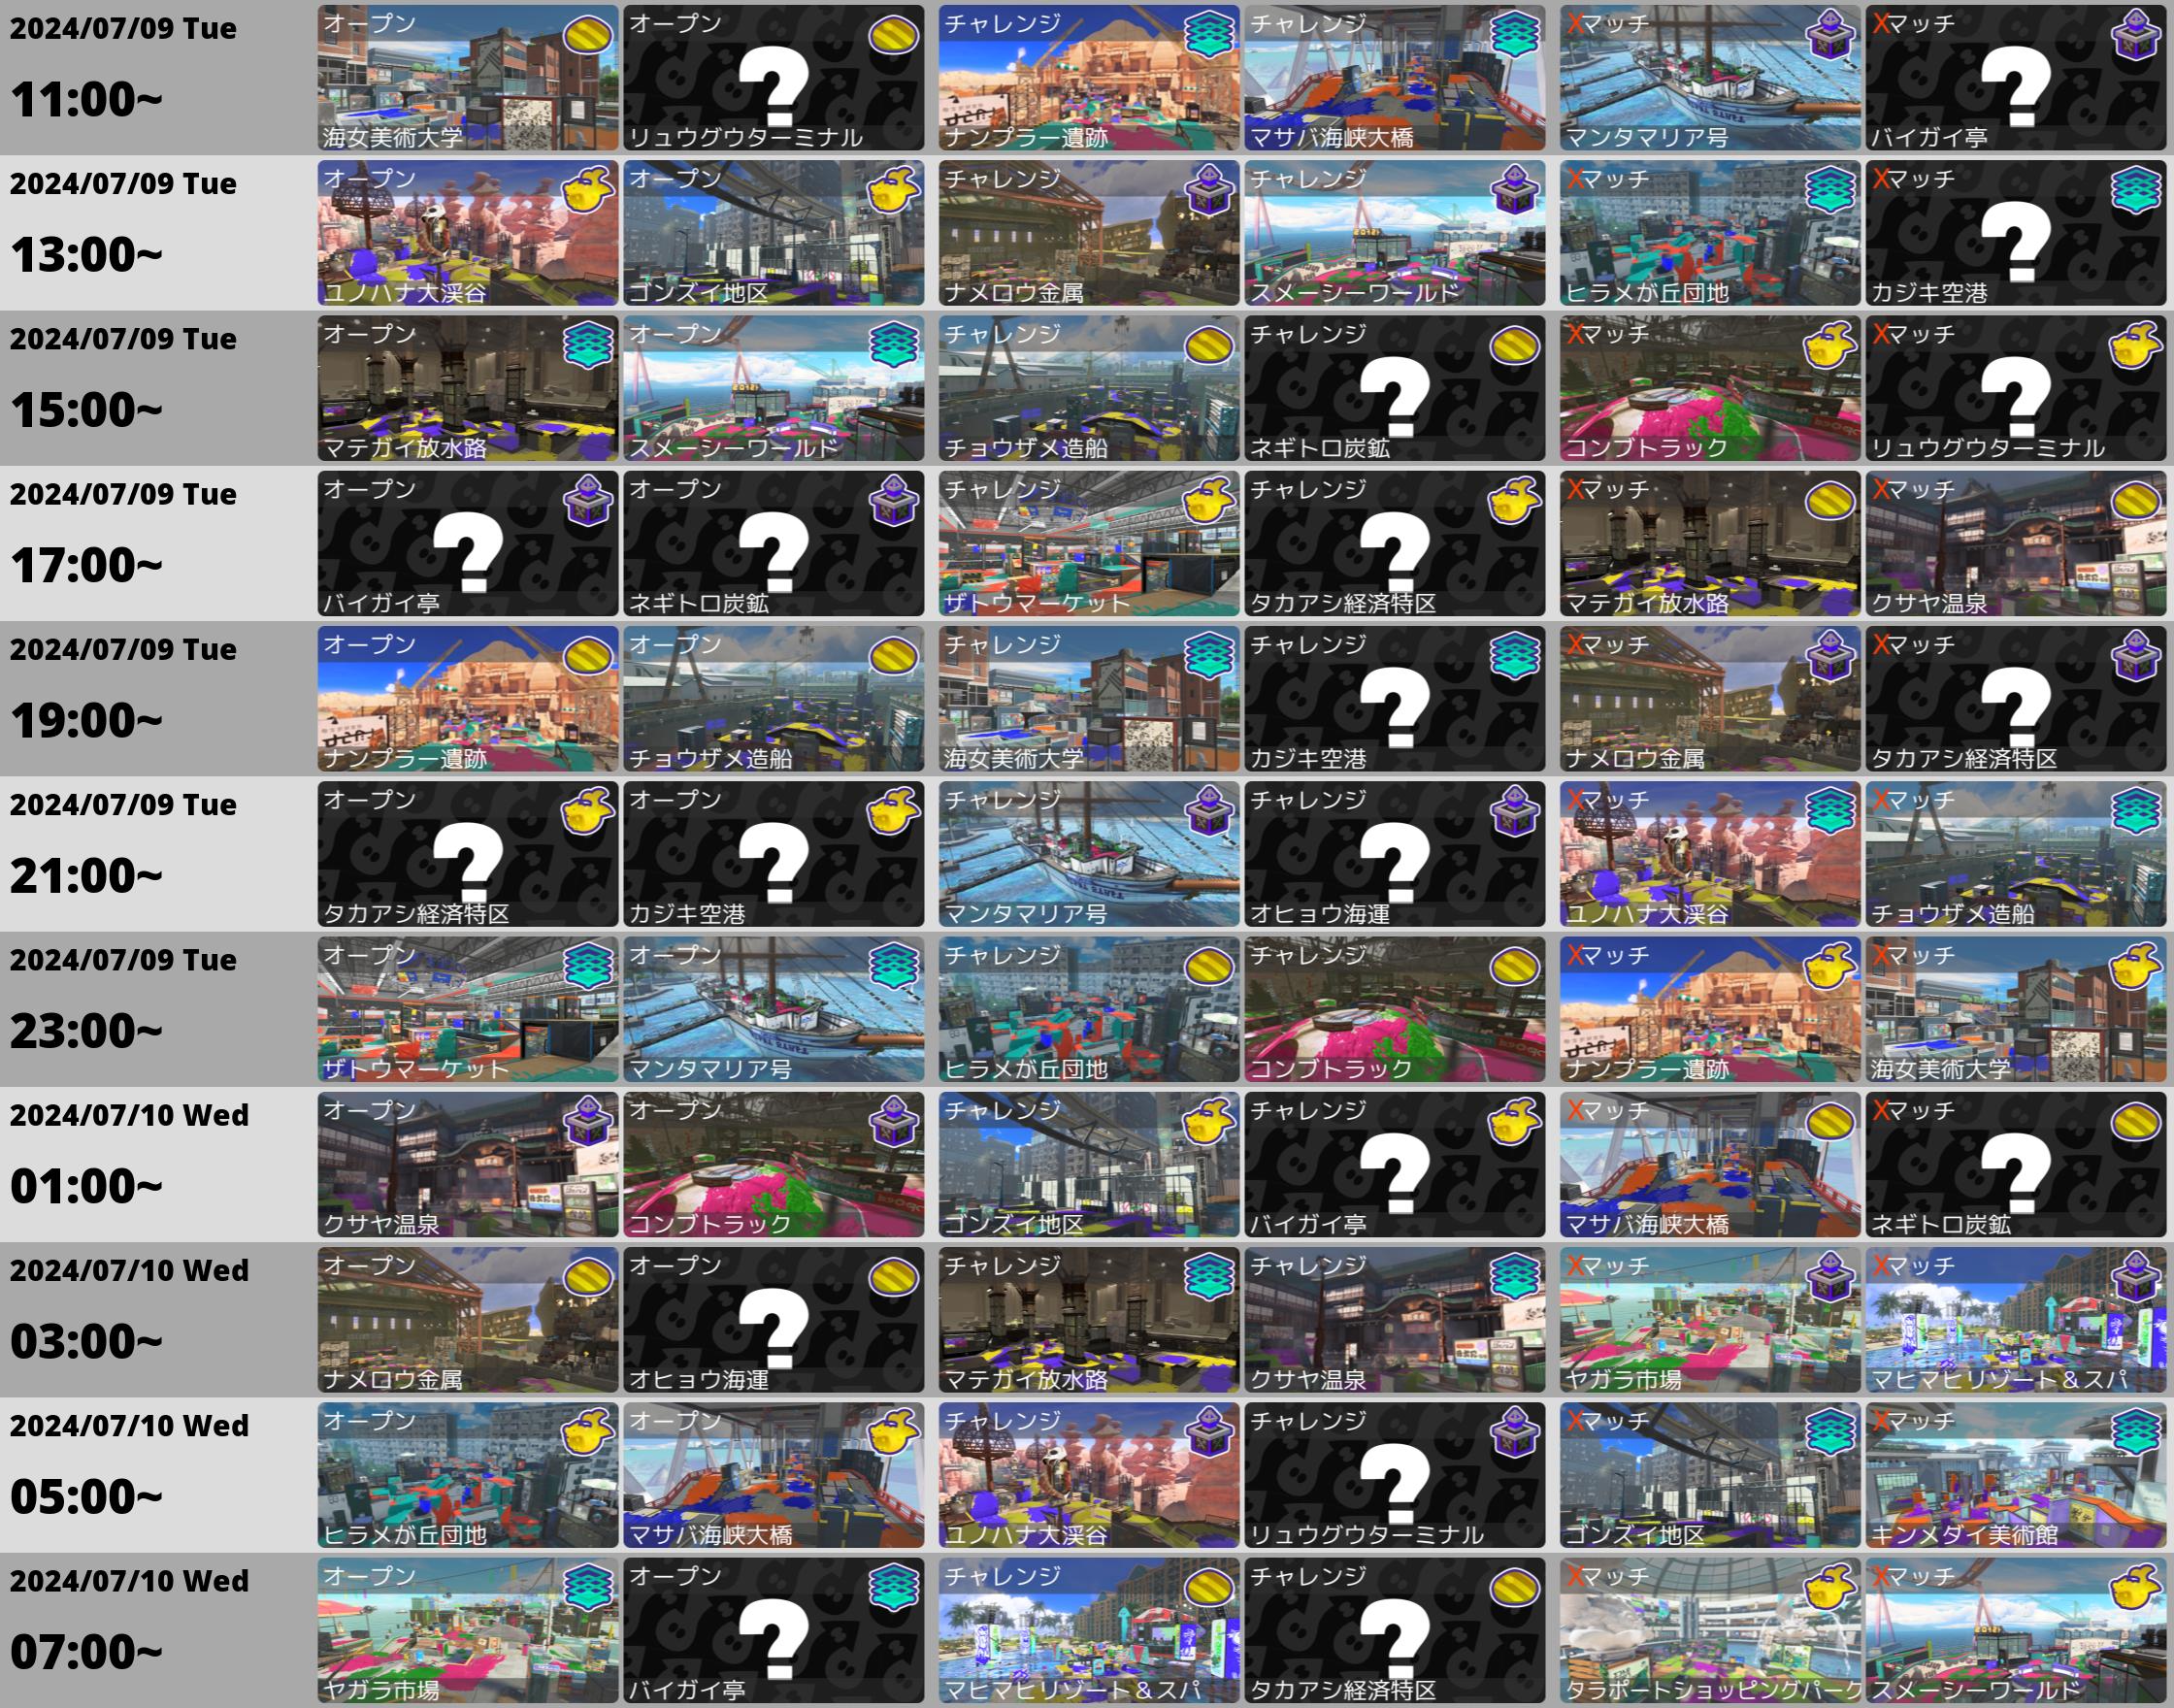 2024/07/09 Tue
11:00~
オープン
海女美術大学
オープン
リュウグウターミナル
チャレンジ
ナンプラー遺跡
チャレンジ
マサバ海峡大橋
Xマッチ
マンタマリア号
Xマッチ
バイガイ亭
2024/07/09 Tue
13:00~
オープン
ユノハナ大渓谷
オープン
ゴンズイ地区
チャレンジ
ナメロウ金属
チャレンジ
スメーシーワールド
Xマッチ
ヒラメが丘団地
Xマッチ
カジキ空港
2024/07/09 Tue
15:00~
オープン
マテガイ放水路
オープン
スメーシーワールド
チャレンジ
チョウザメ造船
チャレンジ
ネギトロ炭鉱
Xマッチ
コンブトラック
Xマッチ
リュウグウターミナル
2024/07/09 Tue
17:00~
オープン
バイガイ亭
オープン
ネギトロ炭鉱
チャレンジ
ザトウマーケット
チャレンジ
タカアシ経済特区
Xマッチ
マテガイ放水路
Xマッチ
クサヤ温泉
2024/07/09 Tue
19:00~
オープン
ナンプラー遺跡
オープン
チョウザメ造船
チャレンジ
海女美術大学
チャレンジ
カジキ空港
Xマッチ
ナメロウ金属
Xマッチ
タカアシ経済特区
2024/07/09 Tue
21:00~
オープン
タカアシ経済特区
オープン
カジキ空港
チャレンジ
マンタマリア号
チャレンジ
オヒョウ海運
Xマッチ
ユノハナ大渓谷
Xマッチ
チョウザメ造船
2024/07/09 Tue
23:00~
オープン
ザトウマーケット
オープン
マンタマリア号
チャレンジ
ヒラメが丘団地
チャレンジ
コンブトラック
Xマッチ
ナンプラー遺跡
Xマッチ
海女美術大学
2024/07/10 Wed
01:00~
オープン
クサヤ温泉
オープン
コンブトラック
チャレンジ
ゴンズイ地区
チャレンジ
バイガイ亭
Xマッチ
マサバ海峡大橋
Xマッチ
ネギトロ炭鉱
2024/07/10 Wed
03:00~
オープン
ナメロウ金属
オープン
オヒョウ海運
チャレンジ
マテガイ放水路
チャレンジ
クサヤ温泉
Xマッチ
ヤガラ市場
Xマッチ
マヒマヒリゾート＆スパ
2024/07/10 Wed
05:00~
オープン
ヒラメが丘団地
オープン
マサバ海峡大橋
チャレンジ
ユノハナ大渓谷
チャレンジ
リュウグウターミナル
Xマッチ
ゴンズイ地区
Xマッチ
キンメダイ美術館
2024/07/10 Wed
07:00~
オープン
ヤガラ市場
オープン
バイガイ亭
チャレンジ
マヒマヒリゾート＆スパ
チャレンジ
タカアシ経済特区
Xマッチ
タラポートショッピングパーク
Xマッチ
スメーシーワールド